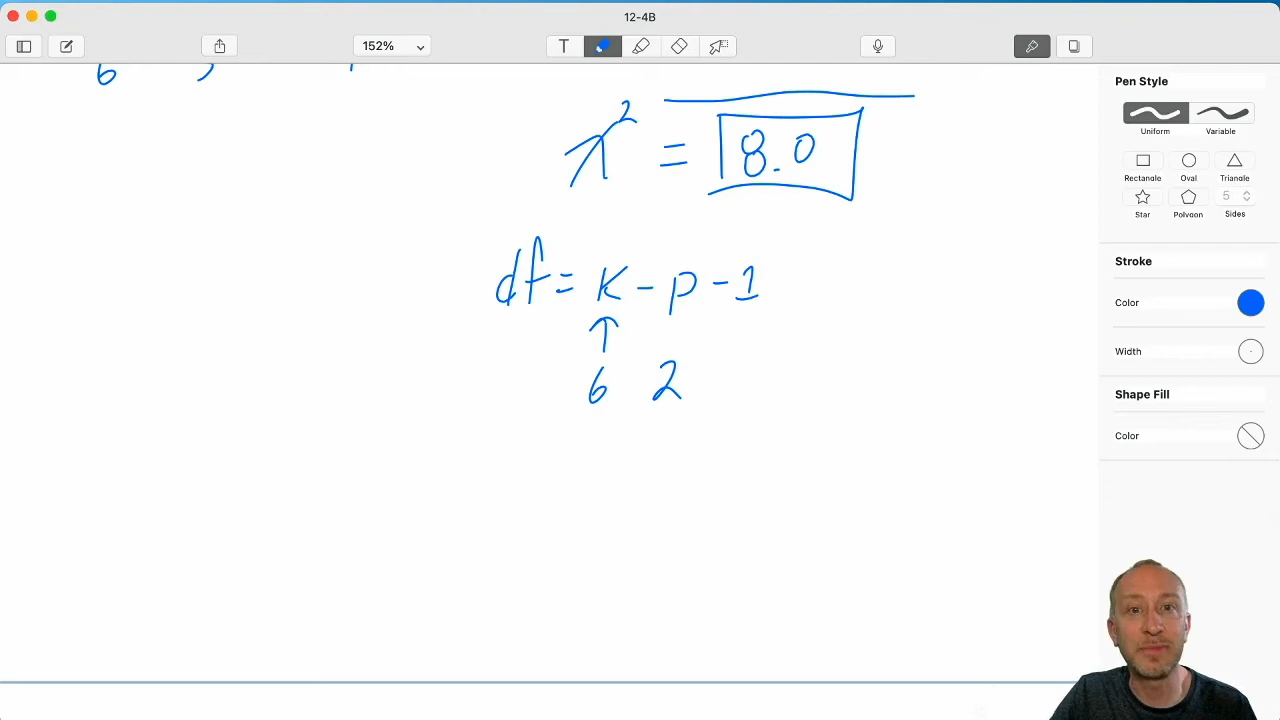 12-4B
T
152%
Pen Style
Uniform
Variable
Rectangle
Oval
Triangle
Star
Polygon
5
Sides
Stroke
Color
Width
Shape Fill
Color
6 ,
χ² = 8.0
df = K - p - 1
↑
6 2